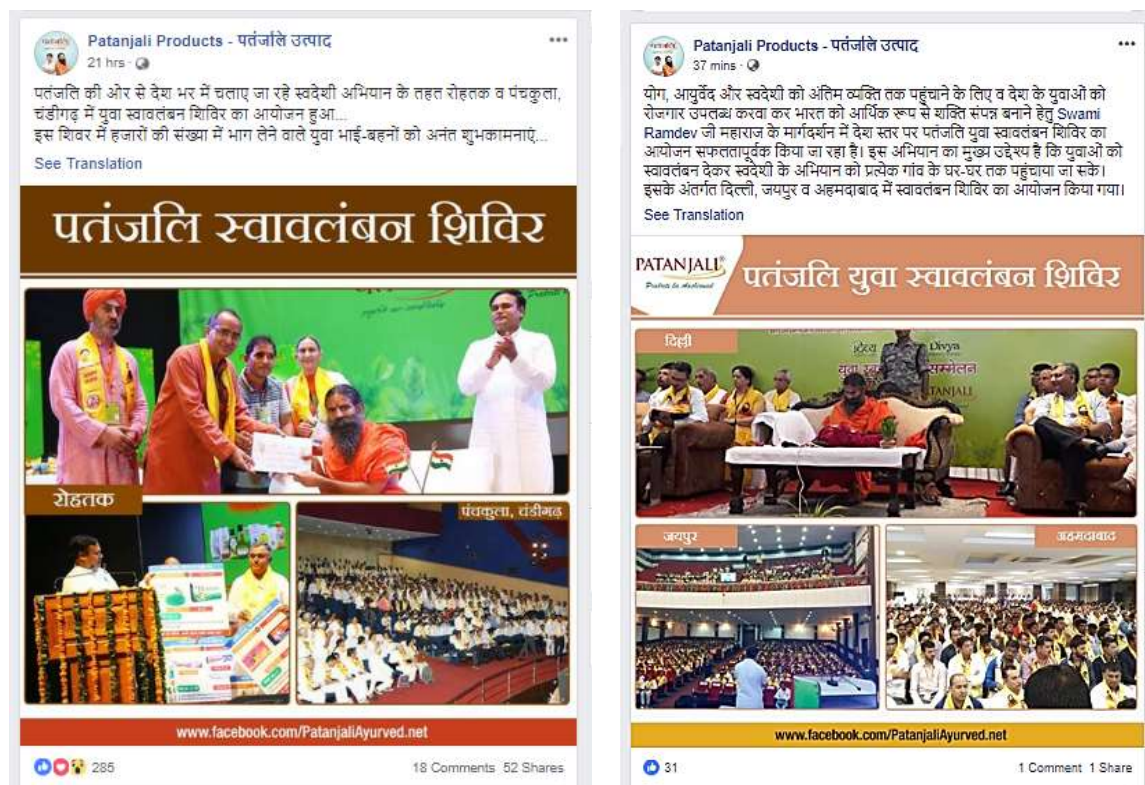 Patanjali Products - पतंजलि उत्पाद
21 hrs
पतंजलि की ओर से देश भर में चलाए जा रहे स्वदेशी अभियान के तहत रोहतक व पंचकुला,
चंडीगढ़ में युवा स्वावलंबन शिविर का आयोजन हुआ...
इस शिवर में हजारों की संख्या में भाग लेने वाले युवा भाई-बहनों को अनंत शुभकामनाएं...
See Translation
पतंजलि स्वावलंबन शिविर
रोहतक
पंचकुला, चंडीगढ़
www.facebook.com/PatanjaliAyurved.net
285
18 Comments 52 Shares
Patanjali Products - पतंजलि उत्पाद
37 mins
योग, आयुर्वेद और स्वदेशी को अंतिम व्यक्ति तक पहुंचाने के लिए व देश के युवाओं को
रोजगार उपलब्ध करवा कर भारत को आर्थिक रूप से शक्ति संपन्न बनाने हेतु Swami
Ramdev जी महाराज के मार्गदर्शन में देश स्तर पर पतंजलि युवा स्वावलंबन शिविर का
आयोजन सफलतापूर्वक किया जा रहा है। इस अभियान का मुख्य उद्देश्य है कि युवाओं को
स्वावलंबन देकर स्वदेशी के अभियान को प्रत्येक गांव के घर-घर तक पहुंचाया जा सके।
इसके अंतर्गत दिल्ली, जयपुर व अहमदाबाद में स्वावलंबन शिविर का आयोजन किया गया।
See Translation
PATANJALI®
पतंजलि युवा स्वावलंबन शिविर
दिल्ली
Divya
युवा
सम्मेलन
जयपुर
अहमदाबाद
www.facebook.com/PatanjaliAyurved.net
31
1 Comment 1 Share